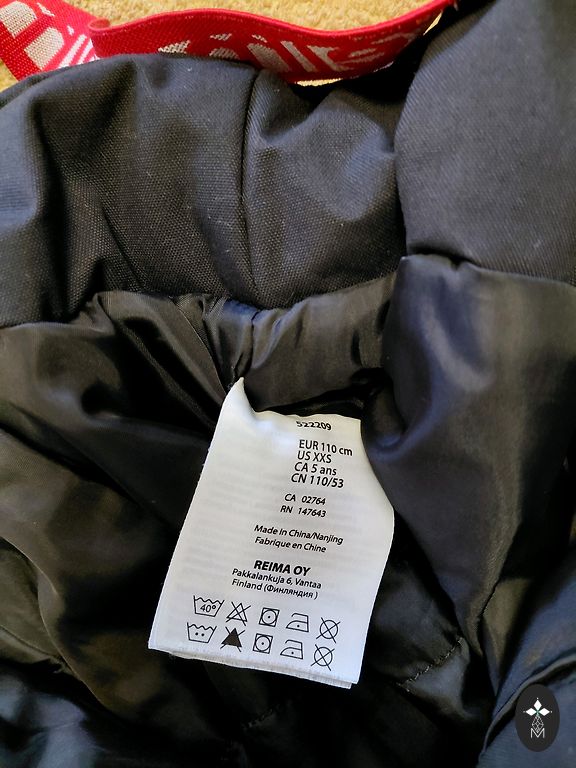 522209
EUR 110 cm
US XXS
CA 5 ans
CN 110/53
CA 02764
RN 147643
Made in China/Nanjing
Fabrique en Chine
REIMA OY
Pakkalankuja 6, Vantaa
Finland (Финляндия )
40°
M